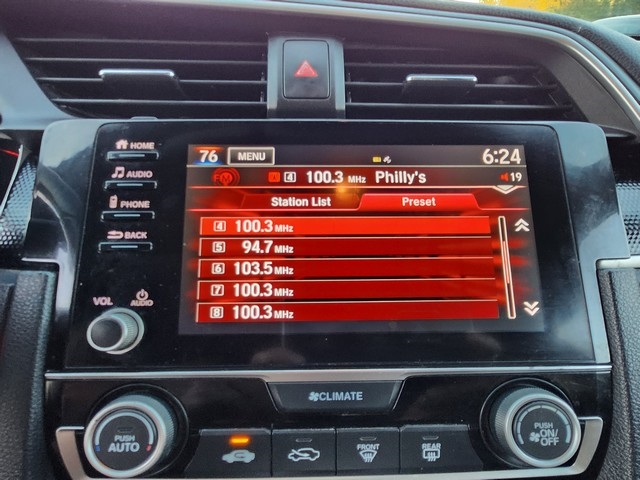 HOME
76 MENU 6:24
FM 4 100.3 MHz Philly's 19
AUDIO
Station List Preset
PHONE
4 100.3 MHz
BACK
5 94.7 MHz
6 103.5 MHz
VOL AUDIO
7 100.3 MHz
8 100.3 MHz
CLIMATE
PUSH
AUTO
FRONT
REAR
PUSH
ON/
OFF